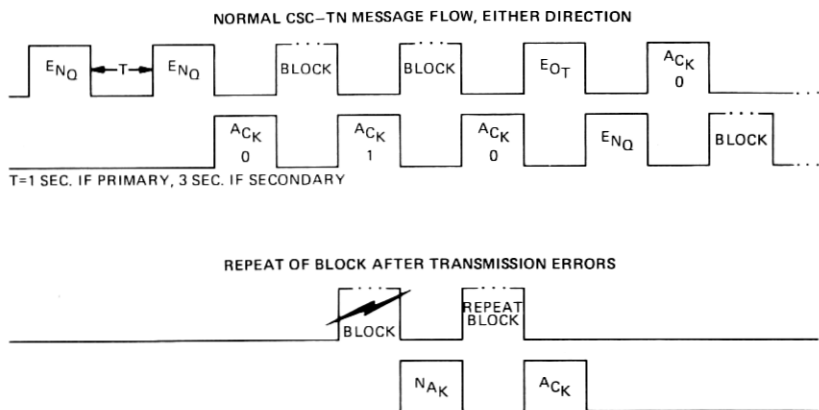 NORMAL CSC–TN MESSAGE FLOW, EITHER DIRECTION
ENQ T ENQ BLOCK BLOCK EOT ACK 0
ACK 0 ACK 1 ACK 0 ENQ BLOCK
T=1 SEC. IF PRIMARY, 3 SEC. IF SECONDARY
REPEAT OF BLOCK AFTER TRANSMISSION ERRORS
BLOCK REPEAT BLOCK
NAK ACK